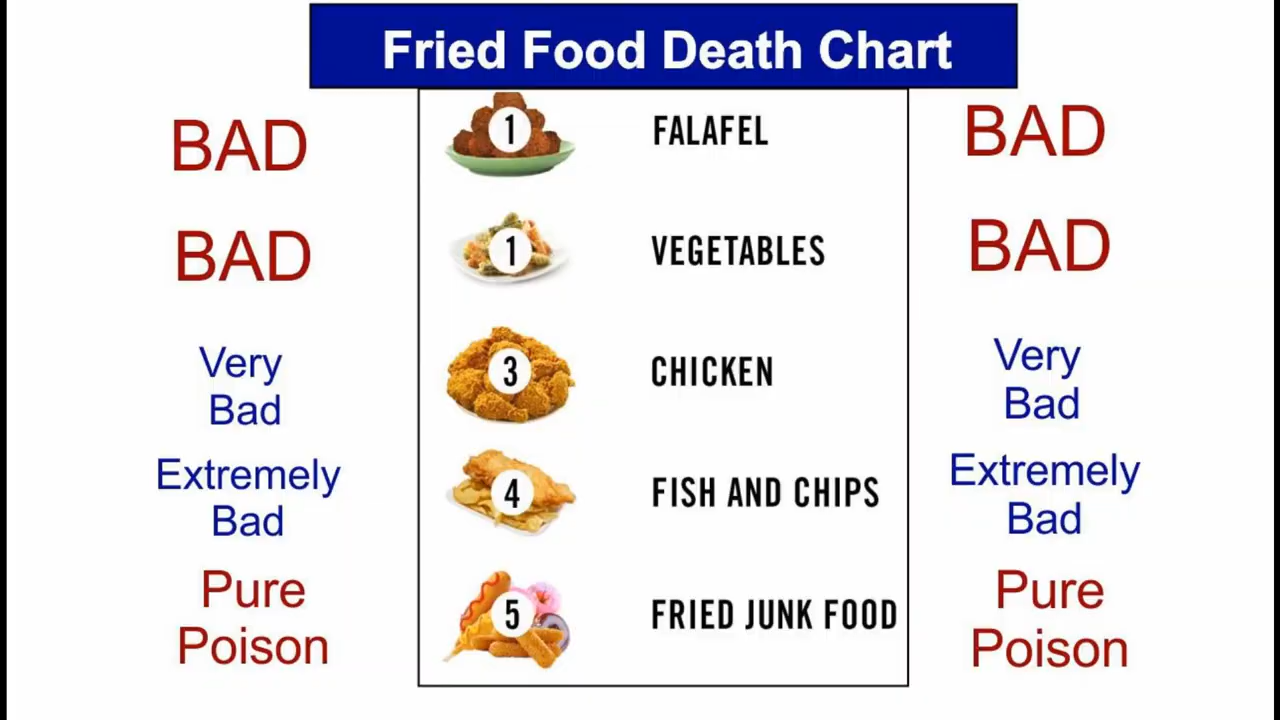 Fried Food Death Chart
BAD 1 FALAFEL BAD
BAD 1 VEGETABLES BAD
Very
Bad
3 CHICKEN
Very
Bad
Extremely
Bad
4 FISH AND CHIPS
Extremely
Bad
Pure
Poison
5 FRIED JUNK FOOD
Pure
Poison